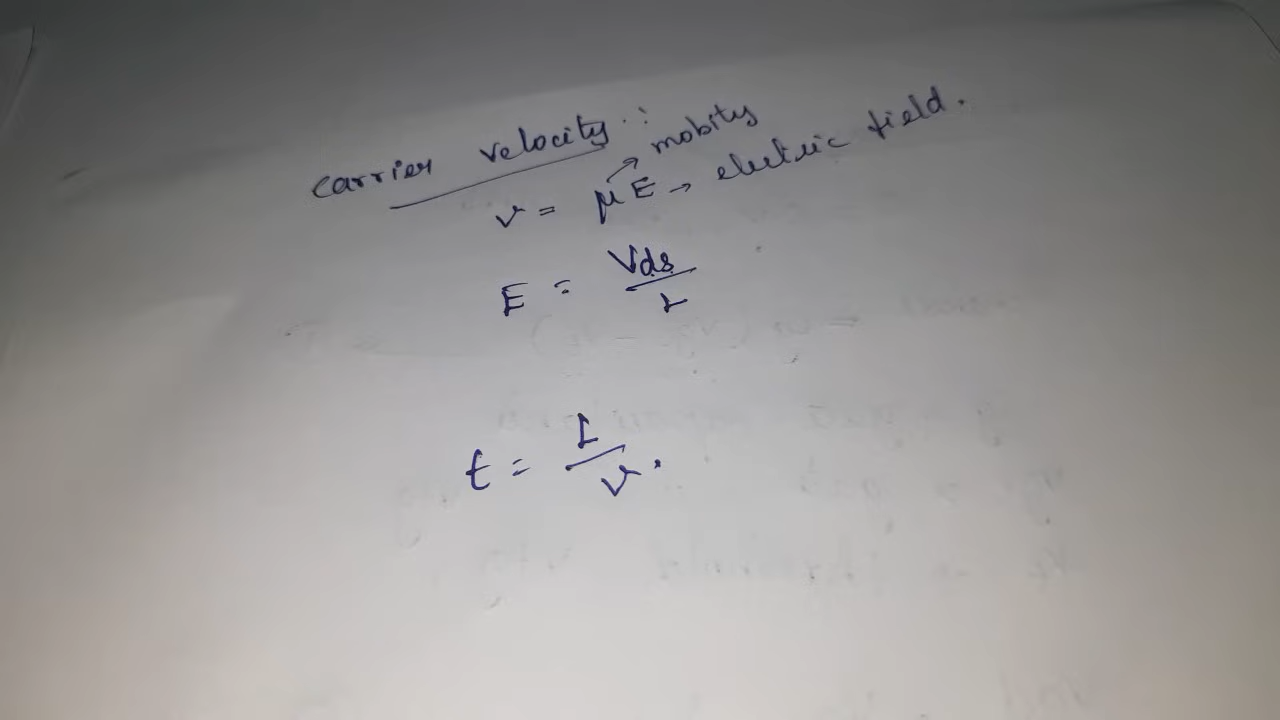 carrier velocity :
v = μE → electric field.
↗ mobity
E = Vds / L
t = L / v.